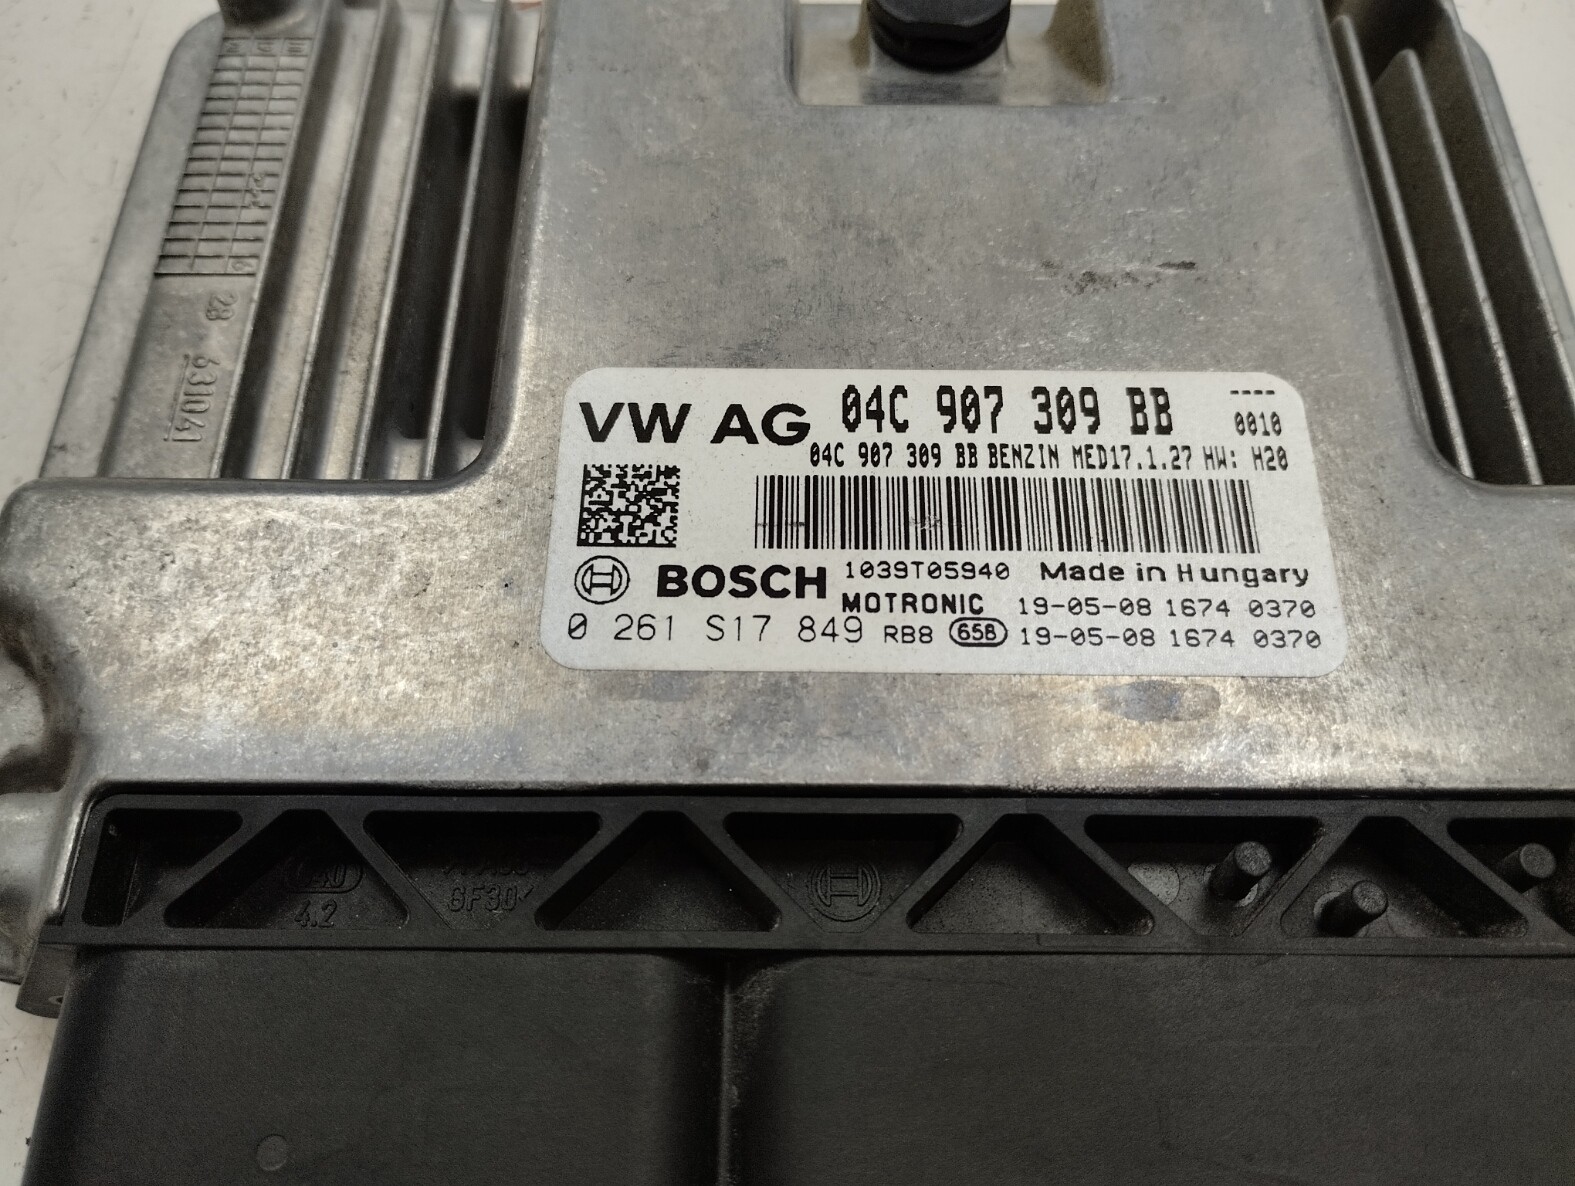 28 631041
VW AG 04C 907 309 BB ----
0010
04C 907 309 BB BENZIN MED17.1.27 HW: H20
BOSCH 1039T05940 Made in Hungary
MOTRONIC 19-05-08 1674 0370
0 261 S17 849 RB8 658 19-05-08 1674 0370
4.2
GF30<